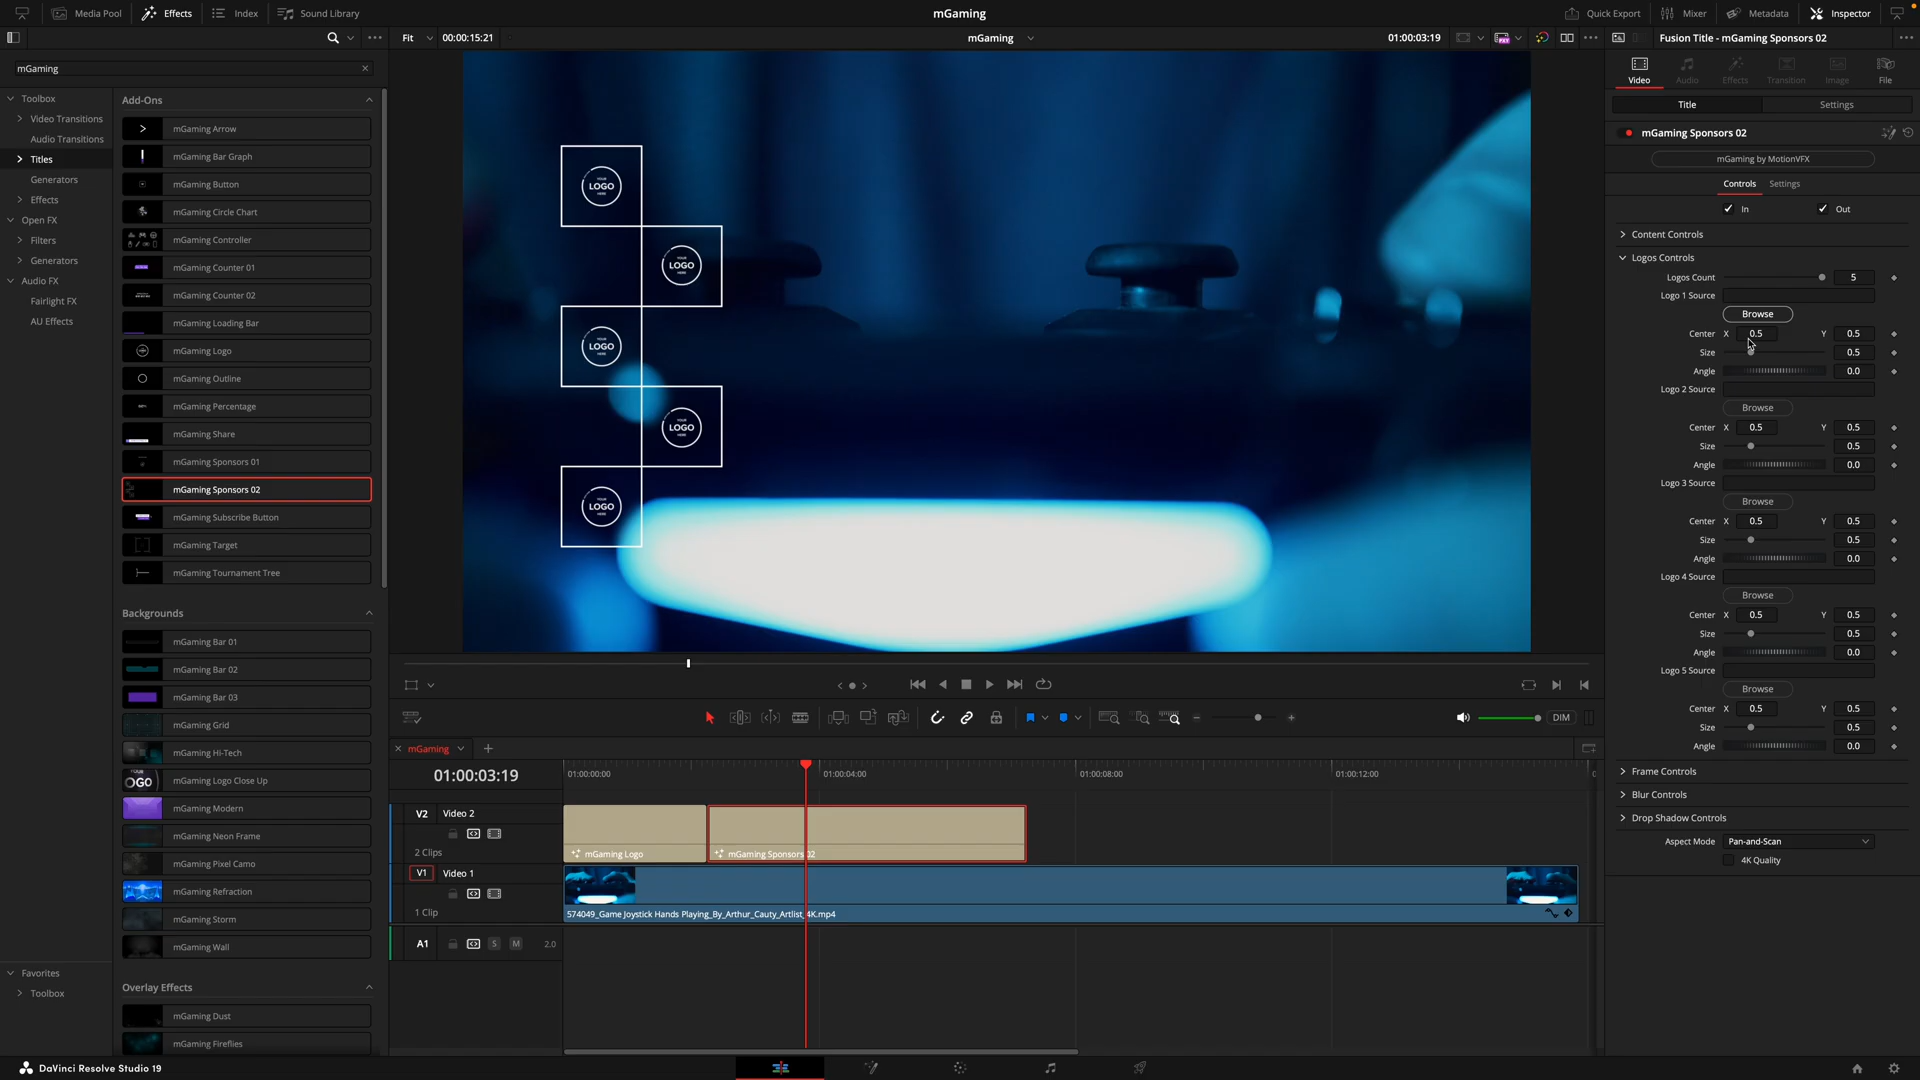 Media Pool
Effects
Index
Sound Library
mGaming
Quick Export
Mixer
Metadata
Inspector
Fit
00:00:15:21
mGaming
01:00:03:19
Fusion Title - mGaming Sponsors 02
mGaming
Toolbox
Video Transitions
Audio Transitions
Titles
Generators
Effects
Open FX
Filters
Generators
Audio FX
Fairlight FX
AU Effects
Favorites
Toolbox
Add-Ons
mGaming Arrow
mGaming Bar Graph
mGaming Button
mGaming Circle Chart
mGaming Controller
mGaming Counter 01
mGaming Counter 02
mGaming Loading Bar
mGaming Logo
mGaming Outline
mGaming Percentage
mGaming Share
mGaming Sponsors 01
mGaming Sponsors 02
mGaming Subscribe Button
mGaming Target
mGaming Tournament Tree
Backgrounds
mGaming Bar 01
mGaming Bar 02
mGaming Bar 03
mGaming Grid
mGaming Hi-Tech
mGaming Logo Close Up
mGaming Modern
mGaming Neon Frame
mGaming Pixel Camo
mGaming Refraction
mGaming Storm
mGaming Wall
Overlay Effects
mGaming Dust
mGaming Fireflies
YOUR
LOGO
HERE
YOUR
LOGO
HERE
YOUR
LOGO
HERE
YOUR
LOGO
HERE
YOUR
LOGO
HERE
DIM
mGaming
01:00:03:19
01:00:00:00
01:00:04:00
01:00:08:00
01:00:12:00
V2
Video 2
2 Clips
mGaming Logo
mGaming Sponsors 02
V1
Video 1
1 Clip
574049_Game Joystick Hands Playing_By_Arthur_Cauty_Artlist_4K.mp4
A1
S
M
2.0
Video
Audio
Effects
Transition
Image
File
Title
Settings
mGaming Sponsors 02
mGaming by MotionVFX
Controls
Settings
In
Out
Content Controls
Logos Controls
Logos Count
5
Logo 1 Source
Browse
Center X 0.5 Y 0.5
Size 0.5
Angle 0.0
Logo 2 Source
Browse
Center X 0.5 Y 0.5
Size 0.5
Angle 0.0
Logo 3 Source
Browse
Center X 0.5 Y 0.5
Size 0.5
Angle 0.0
Logo 4 Source
Browse
Center X 0.5 Y 0.5
Size 0.5
Angle 0.0
Logo 5 Source
Browse
Center X 0.5 Y 0.5
Size 0.5
Angle 0.0
Frame Controls
Blur Controls
Drop Shadow Controls
Aspect Mode
Pan-and-Scan
4K Quality
DaVinci Resolve Studio 19